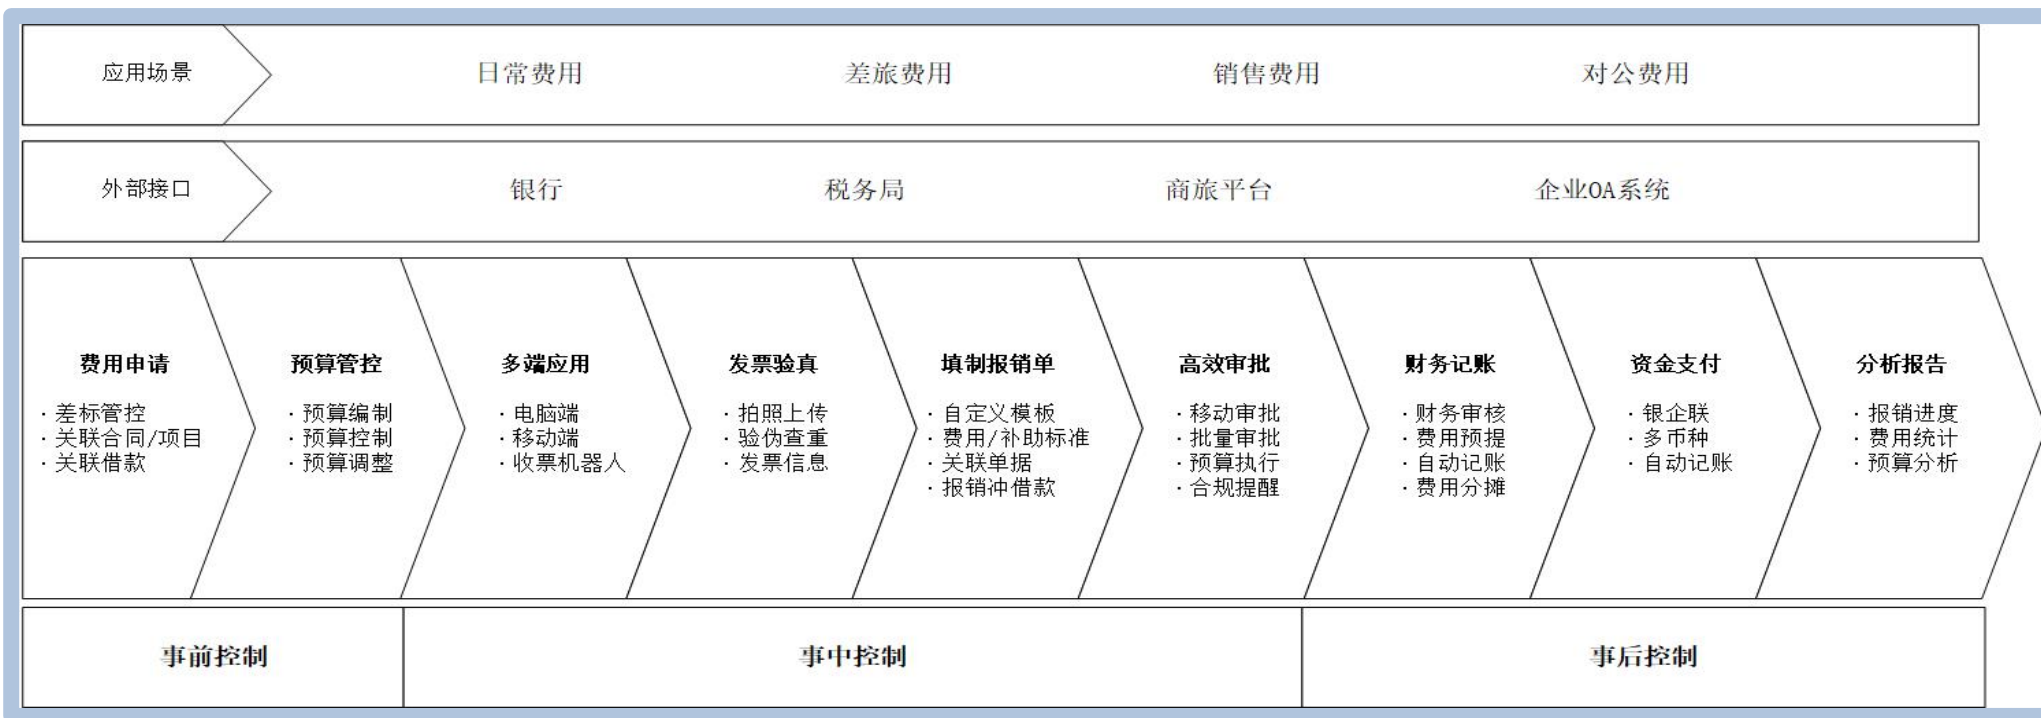 应用场景
日常费用
差旅费用
销售费用
对公费用
外部接口
银行
税务局
商旅平台
企业OA系统
费用申请
·差标管控
·关联合同/项目
·关联借款
预算管控
·预算编制
·预算控制
·预算调整
多端应用
·电脑端
·移动端
·收票机器人
发票验真
·拍照上传
·验伪查重
·发票信息
填制报销单
·自定义模板
·费用/补助标准
·关联单据
·报销冲借款
高效审批
·移动审批
·批量审批
·预算执行
·合规提醒
财务记账
·财务审核
·费用预提
·自动记账
·费用分摊
资金支付
·银企联
·多币种
·自动记账
分析报告
·报销进度
·费用统计
·预算分析
事前控制
事中控制
事后控制